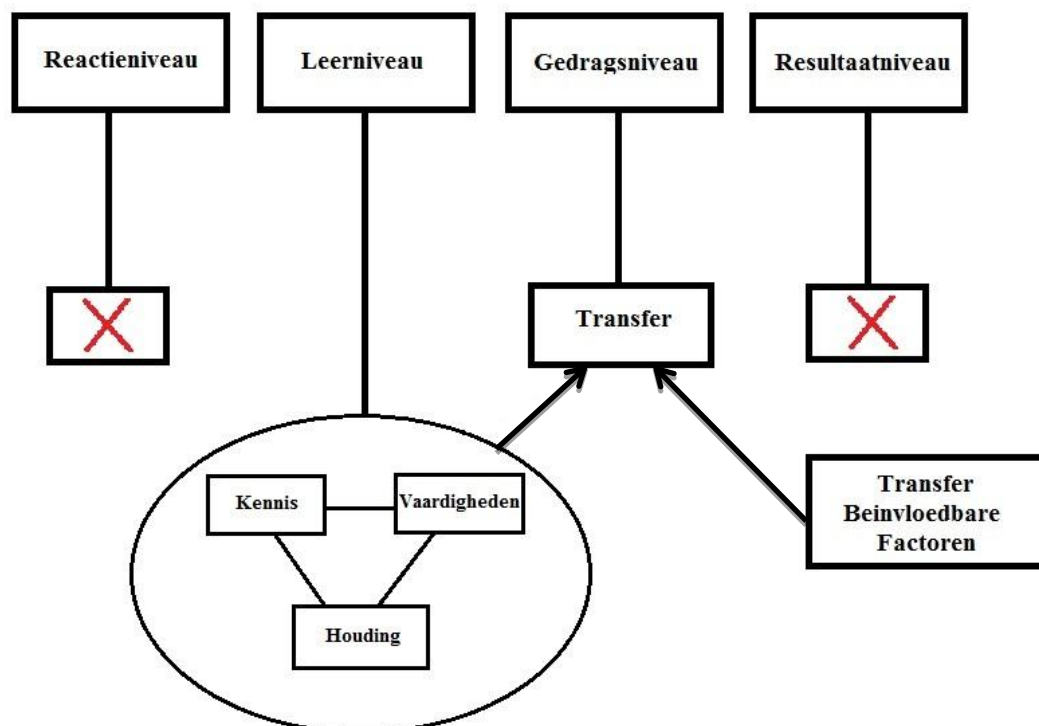 Reactieniveau
Leerniveau
Gedragsniveau
Resultaatniveau
Transfer
Kennis
Vaardigheden
Houding
Transfer
Beinvloedbare
Factoren